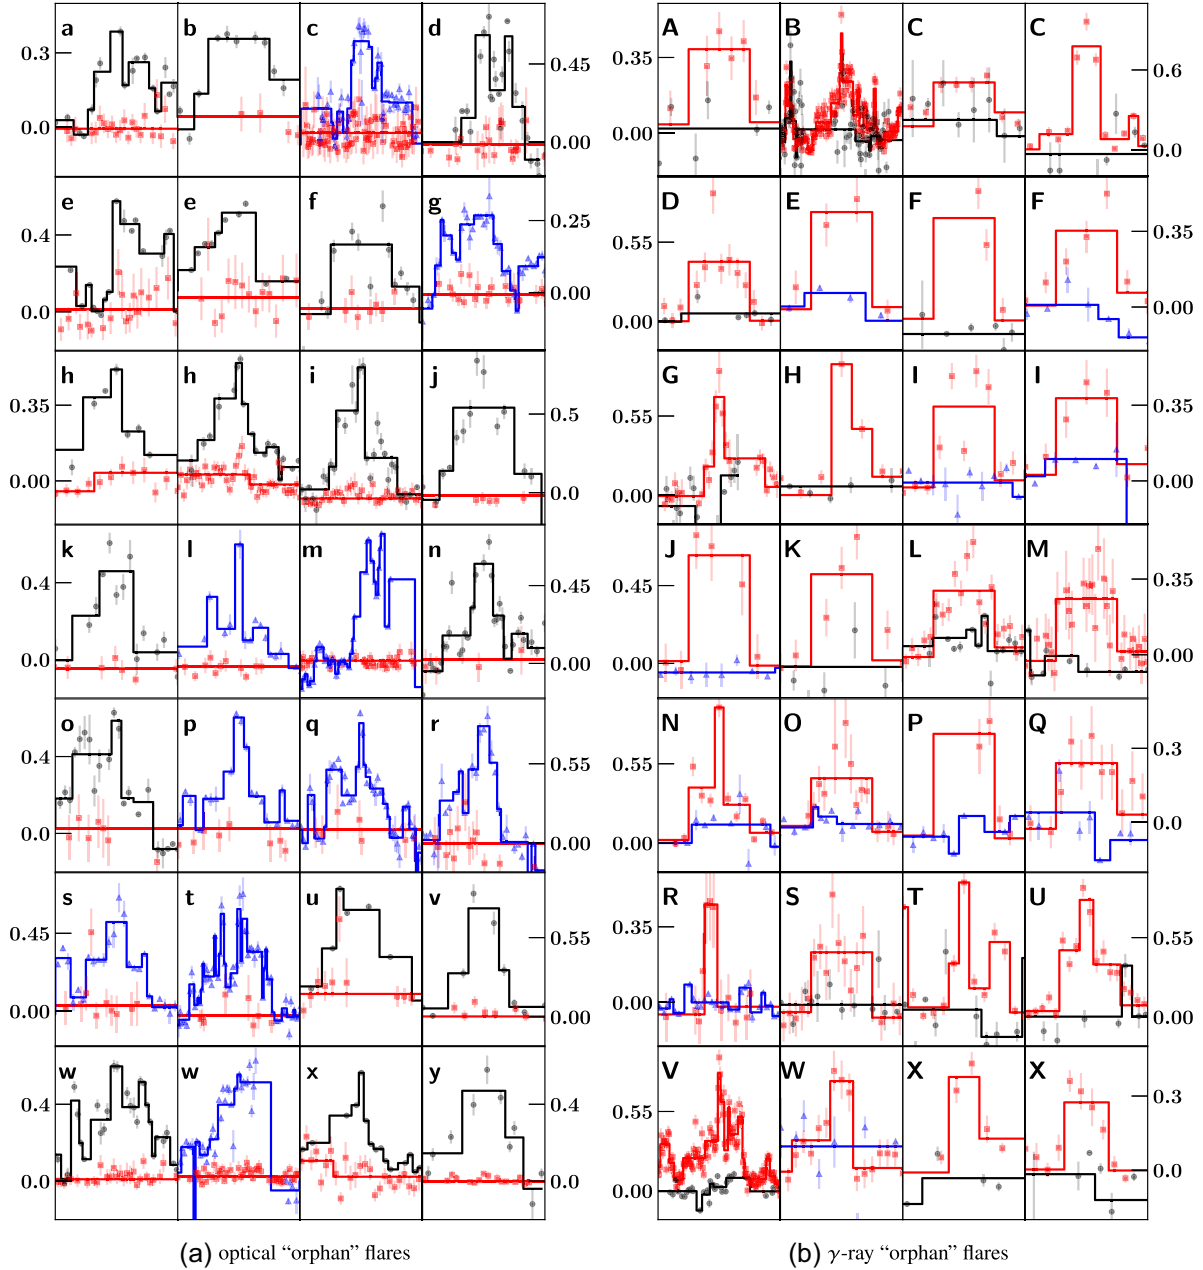 a b c d A B C C
0.3 0.45 0.35 0.6
0.0 0.00 0.00 0.0
e e f g D E F F
0.4 0.25 0.55 0.35
0.0 0.00 0.00 0.00
h h i j G H I I
0.35 0.5 0.55 0.35
0.00 0.0 0.00 0.00
k l m n J K L M
0.4 0.45 0.45 0.35
0.0 0.00 0.00 0.00
o p q r N O P Q
0.4 0.55 0.55 0.3
0.0 0.00 0.00 0.0
s t u v R S T U
0.45 0.55 0.35 0.55
0.00 0.00 0.00 0.00
w w x y V W X X
0.4 0.4 0.55 0.3
0.0 0.0 0.00 0.0
(a) optical “orphan” flares
(b) γ-ray “orphan” flares